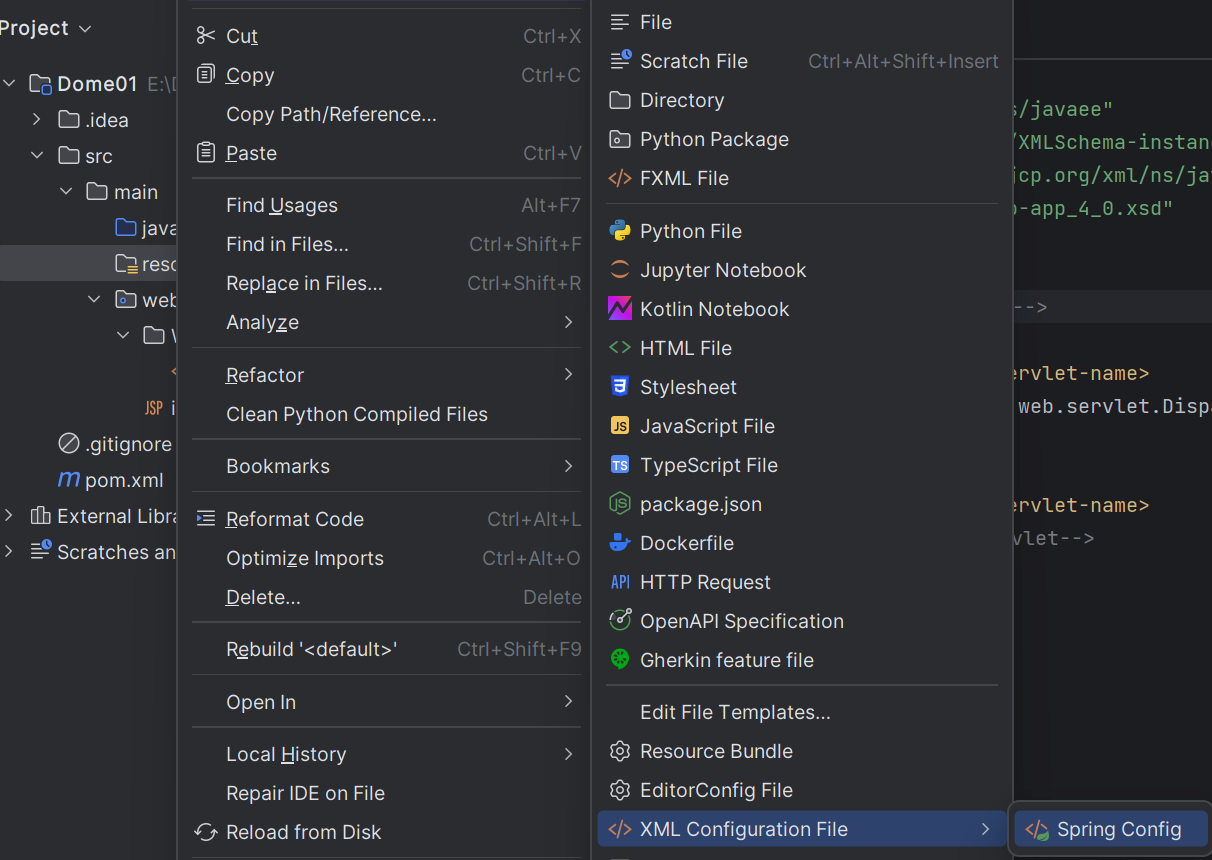 Project
Dome01 E:\
.idea
src
main
java
web
JSP
.gitignore
pom.xml
External Libra
Scratches an
Cut Ctrl+X
Copy Ctrl+C
Copy Path/Reference...
Paste Ctrl+V
Find Usages Alt+F7
Find in Files... Ctrl+Shift+F
Replace in Files... Ctrl+Shift+R
Analyze
Refactor
Clean Python Compiled Files
Bookmarks
Reformat Code Ctrl+Alt+L
Optimize Imports Ctrl+Alt+O
Delete... Delete
Rebuild '<default>' Ctrl+Shift+F9
Open In
Local History
Repair IDE on File
Reload from Disk
File
Scratch File Ctrl+Alt+Shift+Insert
Directory
Python Package
FXML File
Python File
Jupyter Notebook
Kotlin Notebook
HTML File
Stylesheet
JS JavaScript File
TS TypeScript File
package.json
Dockerfile
API HTTP Request
OpenAPI Specification
Gherkin feature file
Edit File Templates...
Resource Bundle
EditorConfig File
XML Configuration File
Spring Config
s/javaee"
/XMLSchema-instan
jcp.org/xml/ns/ja
-app_4_0.xsd"
-->
ervlet-name>
web.servlet.Disp
ervlet-name>
vlet-->